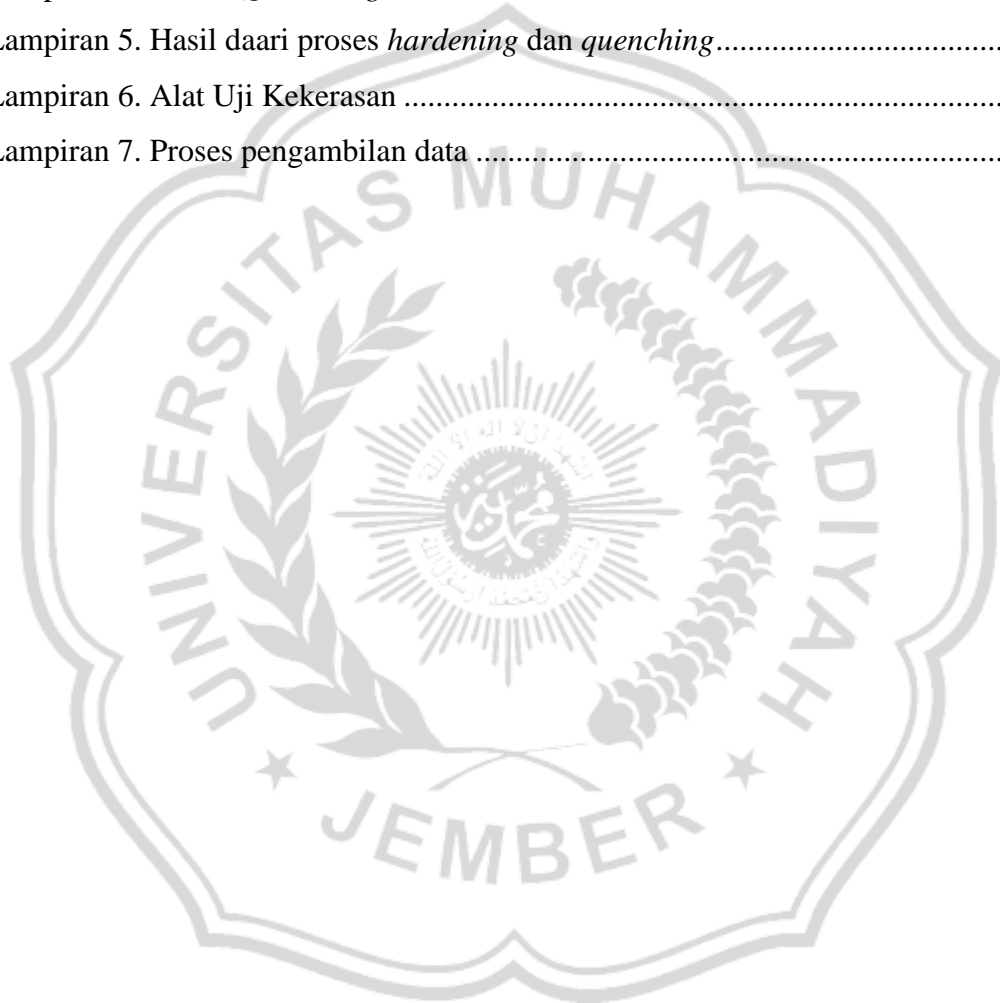 Lampiran 5. Hasil daari proses hardening dan quenching...................................
Lampiran 6. Alat Uji Kekerasan ...........................................................................
Lampiran 7. Proses pengambilan data ..................................................................
UNIVERSITAS MUHAMMADIYAH
JEMBER